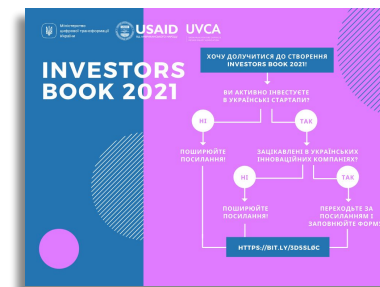 Міністерство
цифрової трансформації
України
USAID
UVCA
INVESTORS
BOOK 2021
ХОЧУ ДОЛУЧИТИСЯ ДО СТВОРЕННЯ
INVESTORS BOOK 2021!
ВИ АКТИВНО ІНВЕСТУЄТЕ
В УКРАЇНСЬКІ СТАРТАПИ?
НІ
ТАК
ПОШИРЮЙТЕ
ПОСИЛАННЯ!
ЗАЦІКАВЛЕНІ В УКРАЇНСЬКИХ
ІННОВАЦІЙНИХ КОМПАНІЯХ?
НІ
ТАК
ПОШИРЮЙТЕ
ПОСИЛАННЯ!
ПЕРЕХОДЬТЕ ЗА
ПОСИЛАННЯМ І
ЗАПОВНЮЙТЕ ФОРМ
HTTPS://BIT.LY/3D5SL0C